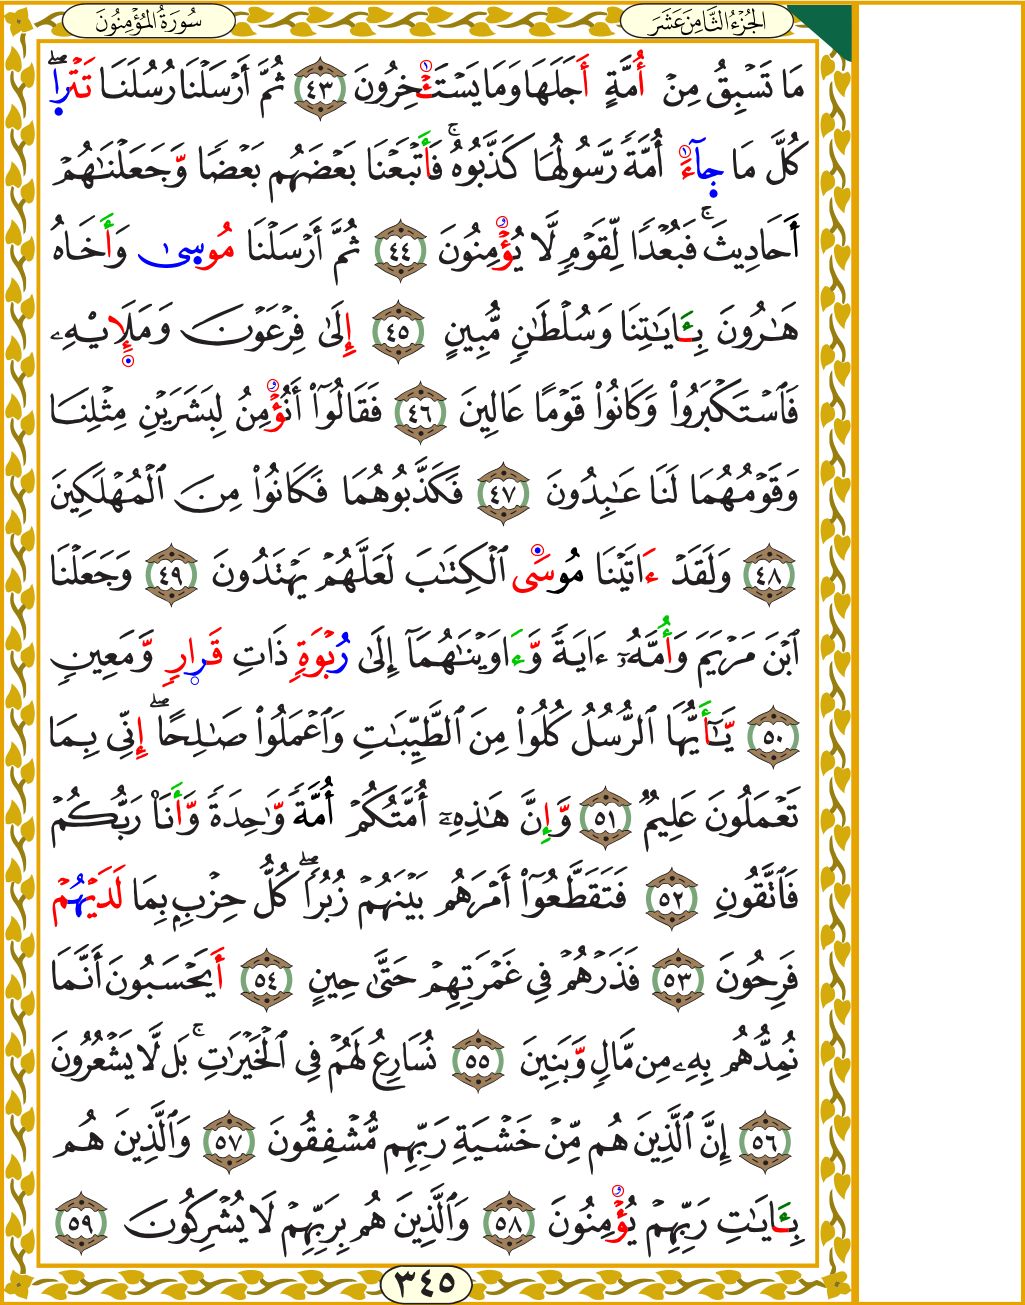 الجُزْءُ الثَّامِنَ عَشَرَ
سُورَةُ المُؤْمِنُونَ
مَا تَسْبِقُ مِنْ أُمَّةٍ أَجَلَهَا وَمَا يَسْتَـْٔخِرُونَ ٤٣ ثُمَّ أَرْسَلْنَا رُسُلَنَا تَتْرَاۖ
كُلَّ مَا جَآءَ أُمَّةً رَّسُولُهَا كَذَّبُوهُۚ فَأَتْبَعْنَا بَعْضَهُم بَعْضًا وَّجَعَلْنَٰهُمْ
أَحَادِيثَۚ فَبُعْدًا لِّقَوْمٍ لَّا يُؤْمِنُونَ ٤٤ ثُمَّ أَرْسَلْنَا مُوسَىٰ وَأَخَاهُ
هَٰرُونَ بِـَٔايَٰتِنَا وَسُلْطَٰنٍ مُّبِينٍ ٤٥ إِلَىٰ فِرْعَوْنَ وَمَلَإِي۟هِۦ
فَٱسْتَكْبَرُوا۟ وَكَانُوا۟ قَوْمًا عَالِينَ ٤٦ فَقَالُوٓا۟ أَنُؤْمِنُ لِبَشَرَيْنِ مِثْلِنَا
وَقَوْمُهُمَا لَنَا عَٰبِدُونَ ٤٧ فَكَذَّبُوهُمَا فَكَانُوا۟ مِنَ ٱلْمُهْلَكِينَ
٤٨ وَلَقَدْ ءَاتَيْنَا مُوسَى ٱلْكِتَٰبَ لَعَلَّهُمْ يَهْتَدُونَ ٤٩ وَجَعَلْنَا
ٱبْنَ مَرْيَمَ وَأُمَّهُۥٓ ءَايَةً وَّءَاوَيْنَٰهُمَآ إِلَىٰ رُبْوَةٍ ذَاتِ قَرَارٍ وَّمَعِينٍ
٥٠ يَّٰٓأَيُّهَا ٱلرُّسُلُ كُلُوا۟ مِنَ ٱلطَّيِّبَٰتِ وَٱعْمَلُوا۟ صَٰلِحًاۖ إِنِّى بِمَا
تَعْمَلُونَ عَلِيمٌ ٥١ وَّإِنَّ هَٰذِهِۦٓ أُمَّتُكُمْ أُمَّةً وَّٰحِدَةً وَّأَنَا۠ رَبُّكُمْ
فَٱتَّقُونِ ٥٢ فَتَقَطَّعُوٓا۟ أَمْرَهُم بَيْنَهُمْ زُبُرًاۖ كُلُّ حِزْبٍۭ بِمَا لَدَيْهُمْ
فَرِحُونَ ٥٣ فَذَرْهُمْ فِى غَمْرَتِهِمْ حَتَّىٰ حِينٍ ٥٤ أَيَحْسَبُونَ أَنَّمَا
نُمِدُّهُم بِهِۦ مِن مَّالٍ وَّبَنِينَ ٥٥ نُسَارِعُ لَهُمْ فِى ٱلْخَيْرَٰتِۚ بَل لَّا يَشْعُرُونَ
٥٦ إِنَّ ٱلَّذِينَ هُم مِّنْ خَشْيَةِ رَبِّهِم مُّشْفِقُونَ ٥٧ وَٱلَّذِينَ هُم
بِـَٔايَٰتِ رَبِّهِمْ يُؤْمِنُونَ ٥٨ وَٱلَّذِينَ هُم بِرَبِّهِمْ لَا يُشْرِكُونَ ٥٩
٣٤٥